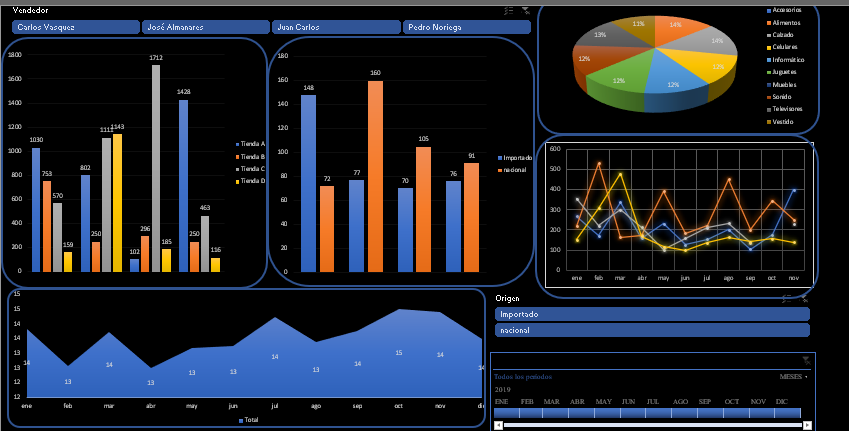 Vendedor
Carlos Vasquez
José Almanares
Juan Carlos
Pedro Noriega
1800
1600
1400
1200
1000
800
600
400
200
0
1030
753
570
159
802
250
1111
1143
102
296
1712
185
1428
250
463
116
Tienda A
Tienda B
Tienda C
Tienda D
180
160
140
120
100
80
60
40
20
0
148
72
77
160
70
105
76
91
Importado
nacional
11%
14%
14%
12%
12%
12%
12%
13%
Accesorios
Alimentos
Calzado
Celulares
Informático
Juguetes
Muebles
Sonido
Televisores
Vestido
600
500
400
300
200
100
0
ene feb mar abr may jun jul ago sep oct nov
15
15
14
14
13
13
12
12
14 13 14 13 14 13 14 14 14 15 14 14
ene feb mar abr may jun jul ago sep oct nov
Total
Origen
Importado
nacional
Todos los períodos
MESES
2019
ENE FEB MAR ABR MAY JUN JUL AGO SEP OCT NOV DIC